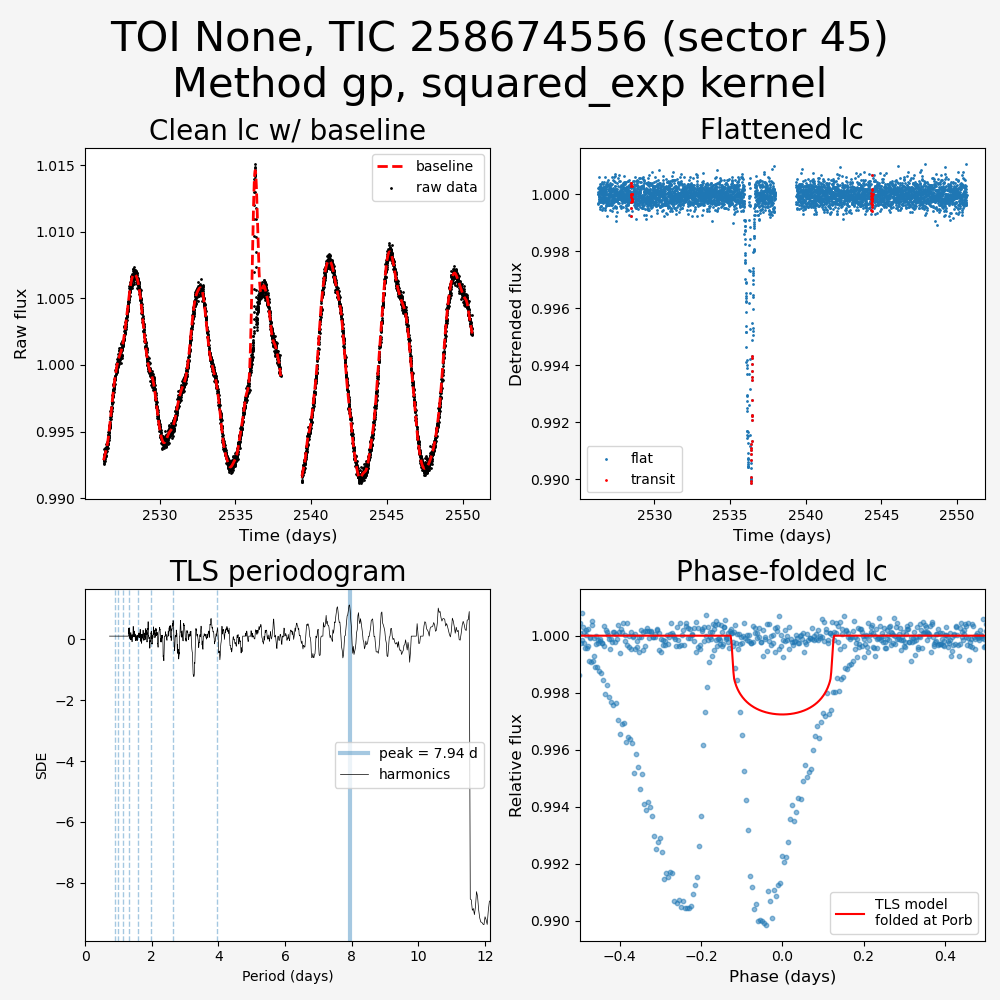 TOI None, TIC 258674556 (sector 45)
Method gp, squared_exp kernel
Clean lc w/ baseline
baseline
raw data
1.015
1.010
1.005
1.000
0.995
0.990
Raw flux
2530
2535
2540
2545
2550
Time (days)
Flattened lc
1.000
0.998
0.996
0.994
0.992
0.990
Detrended flux
flat
transit
2530
2535
2540
2545
2550
Time (days)
TLS periodogram
0
−2
−4
−6
−8
SDE
peak = 7.94 d
harmonics
0
2
4
6
8
10
12
Period (days)
Phase-folded lc
1.000
0.998
0.996
0.994
0.992
0.990
Relative flux
TLS model
folded at Porb
−0.4
−0.2
0.0
0.2
0.4
Phase (days)